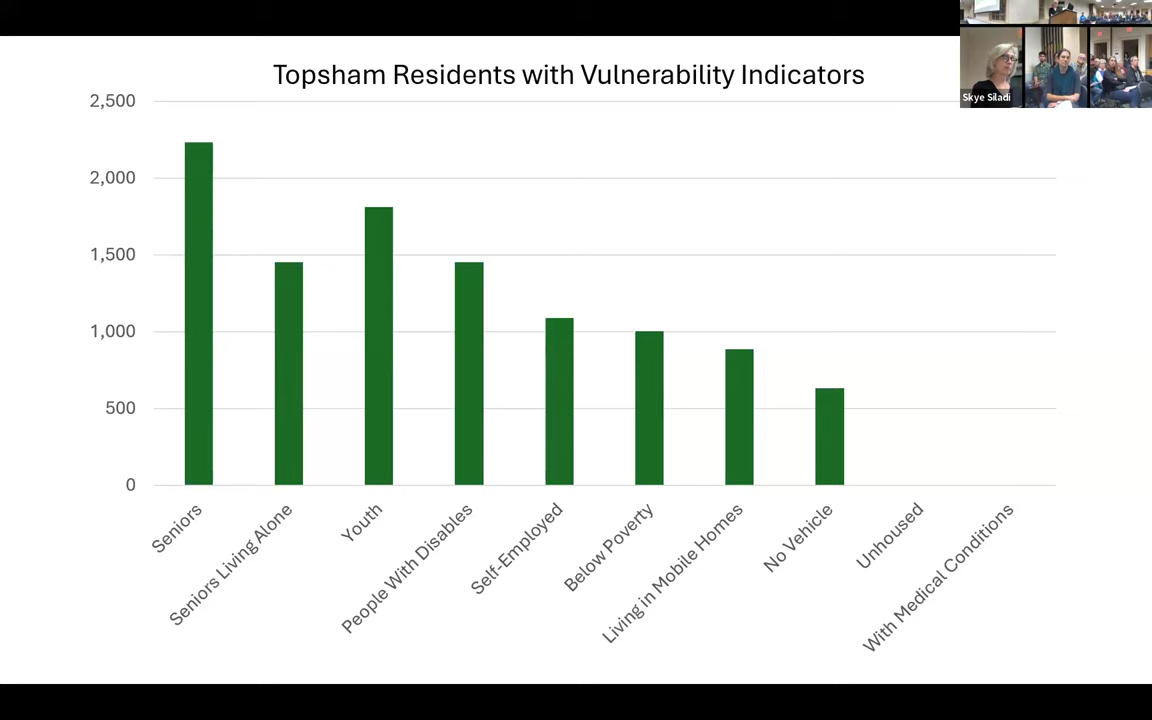 Topsham Residents with Vulnerability Indicators
Skye Siladi
2,500
2,000
1,500
1,000
500
0
Seniors
Seniors Living Alone
Youth
People With Disables
Self-Employed
Below Poverty
Living in Mobile Homes
No Vehicle
Unhoused
With Medical Conditions